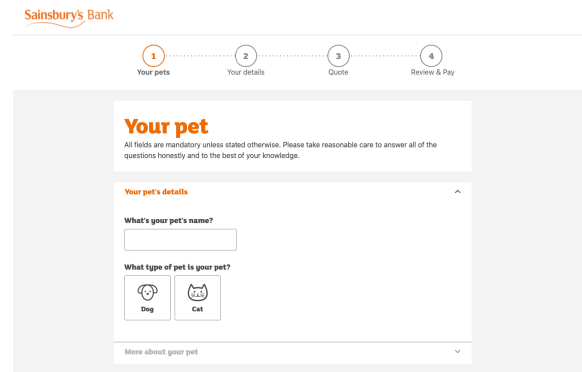 Sainsbury's Bank
1 2 3 4
Your pets Your details Quote Review & Pay
Your pet
All fields are mandatory unless stated otherwise. Please take reasonable care to answer all of the
questions honestly and to the best of your knowledge.
Your pet's details
What's your pet's name?
What type of pet is your pet?
Dog Cat
More about your pet